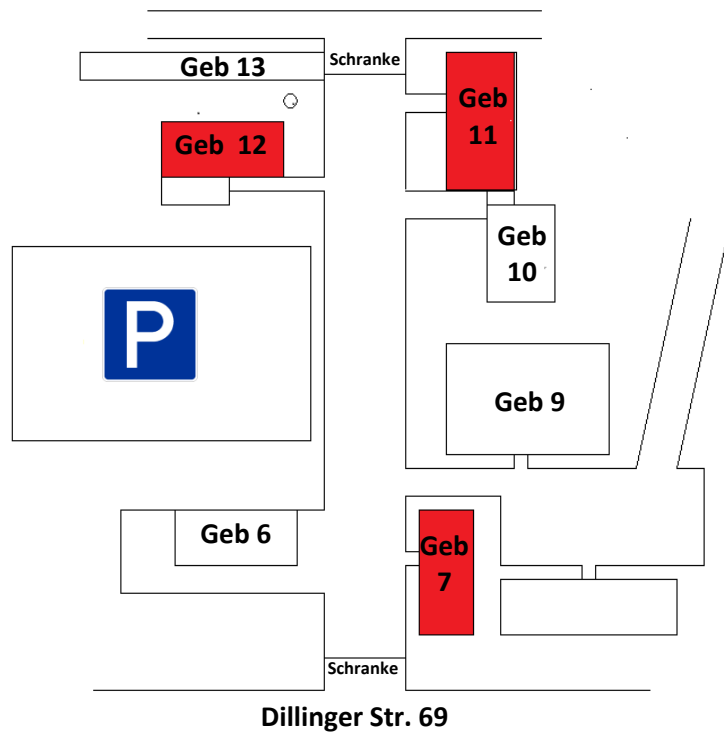 Geb 13
Schranke
Geb
11
Geb 12
Geb
10
P
Geb 9
Geb 6
Geb
7
Schranke
Dillinger Str. 69